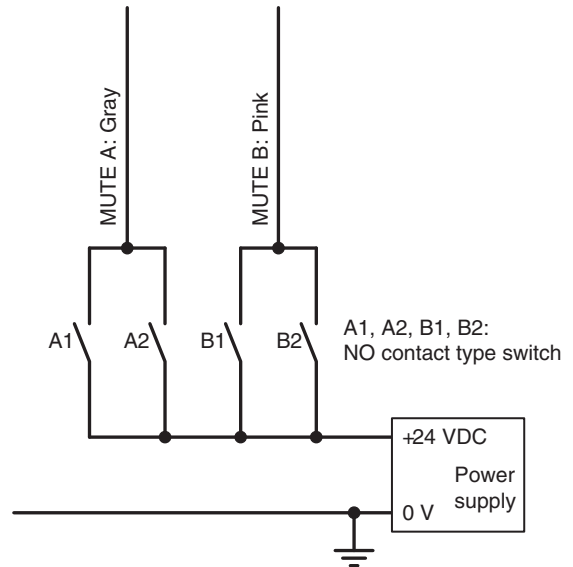 MUTE A: Gray
MUTE B: Pink
A1
A2
B1
B2
A1, A2, B1, B2:
NO contact type switch
+24 VDC
Power
supply
0 V